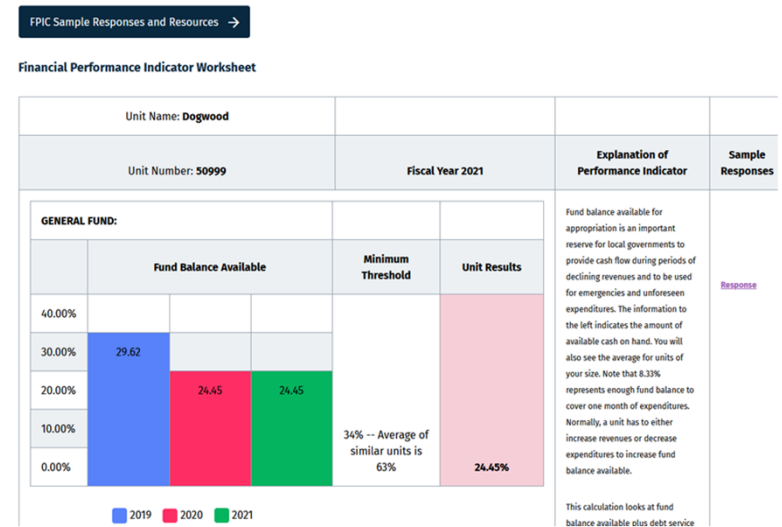 FPIC Sample Responses and Resources →
Financial Performance Indicator Worksheet
Unit Name: Dogwood
Unit Number: 50999
Fiscal Year 2021
Explanation of
Performance Indicator
Sample
Responses
GENERAL FUND:
Fund Balance Available
Minimum
Threshold
Unit Results
40.00%
30.00%
29.62
20.00%
24.45
24.45
10.00%
0.00%
34% -- Average of
similar units is
63%
24.45%
2019
2020
2021
Fund balance available for
appropriation is an important
reserve for local governments to
provide cash flow during periods of
declining revenues and to be used
for emergencies and unforeseen
expenditures. The information to
the left indicates the amount of
available cash on hand. You will
also see the average for units of
your size. Note that 8.33%
represents enough fund balance to
cover one month of expenditures.
Normally, a unit has to either
increase revenues or decrease
expenditures to increase fund
balance available.
This calculation looks at fund
balance available plus debt service
Response